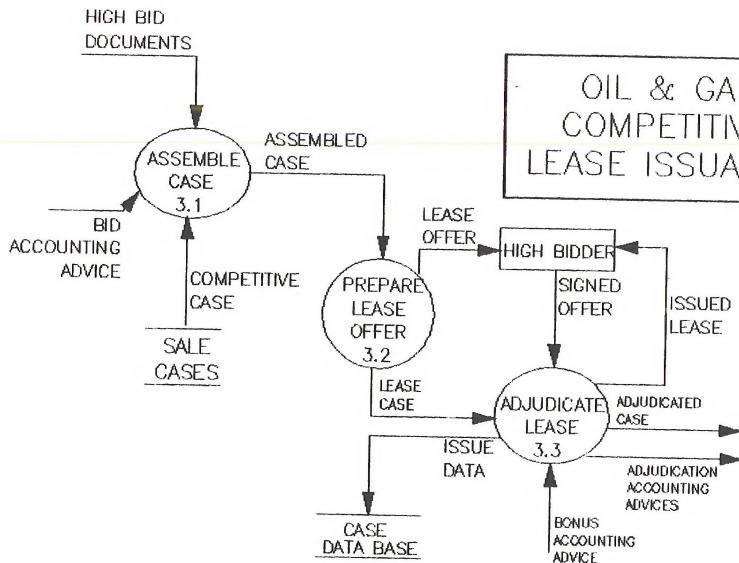 HIGH BID
DOCUMENTS
OIL & GA
COMPETITIV
LEASE ISSUA
ASSEMBLE
CASE
3.1
ASSEMBLED
CASE
BID
ACCOUNTING
ADVICE
COMPETITIVE
CASE
SALE
CASES
LEASE
OFFER
HIGH BIDDER
PREPARE
LEASE
OFFER
3.2
SIGNED
OFFER
ISSUED
LEASE
LEASE
CASE
ADJUDICATE
LEASE
3.3
ADJUDICATED
CASE
ISSUE
DATA
ADJUDICATION
ACCOUNTING
ADVICES
CASE
DATA BASE
BONUS
ACCOUNTING
ADVICE